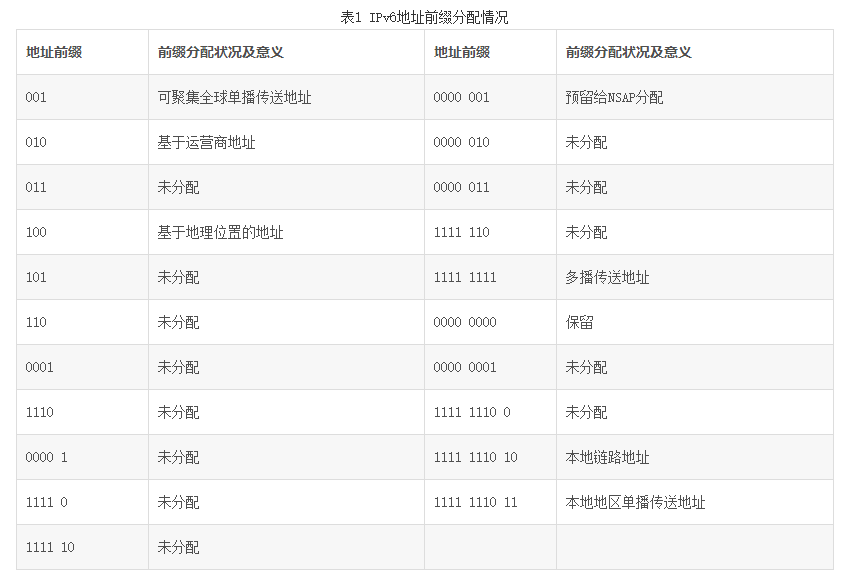 表1 IPv6地址前缀分配情况
地址前缀 前缀分配状况及意义 地址前缀 前缀分配状况及意义
001 可聚集全球单播传送地址 0000 001 预留给NSAP分配
010 基于运营商地址 0000 010 未分配
011 未分配 0000 011 未分配
100 基于地理位置的地址 1111 110 未分配
101 未分配 1111 1111 多播传送地址
110 未分配 0000 0000 保留
0001 未分配 0000 0001 未分配
1110 未分配 1111 1110 0 未分配
0000 1 未分配 1111 1110 10 本地链路地址
1111 0 未分配 1111 1110 11 本地地区单播传送地址
1111 10 未分配